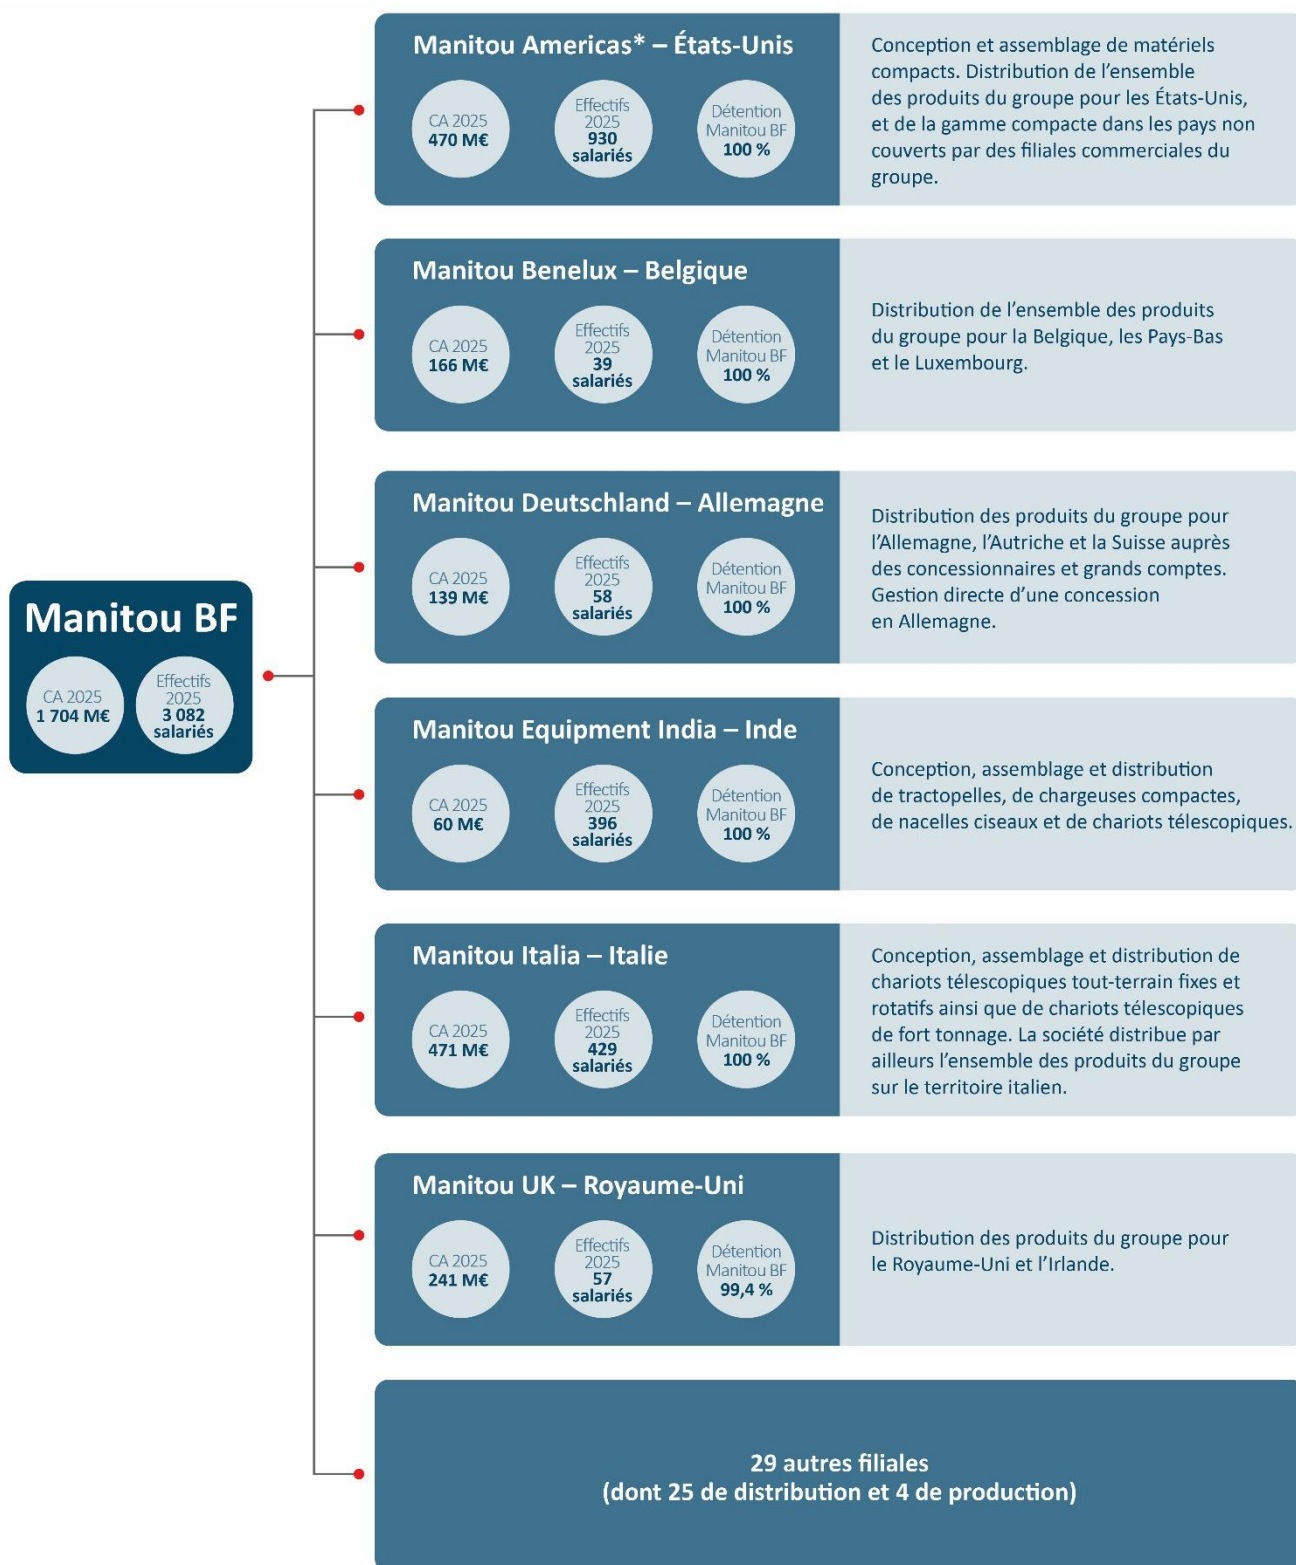 Manitou BF
CA 2025
1 704 M€
Effectifs
2025
3 082
salariés
Manitou Americas* – États-Unis
CA 2025
470 M€
Effectifs
2025
930
salariés
Détention
Manitou BF
100 %
Conception et assemblage de matériels
compacts. Distribution de l’ensemble
des produits du groupe pour les États-Unis,
et de la gamme compacte dans les pays non
couverts par des filiales commerciales du
groupe.
Manitou Benelux – Belgique
CA 2025
166 M€
Effectifs
2025
39
salariés
Détention
Manitou BF
100 %
Distribution de l’ensemble des produits
du groupe pour la Belgique, les Pays-Bas
et le Luxembourg.
Manitou Deutschland – Allemagne
CA 2025
139 M€
Effectifs
2025
58
salariés
Détention
Manitou BF
100 %
Distribution des produits du groupe pour
l’Allemagne, l’Autriche et la Suisse auprès
des concessionnaires et grands comptes.
Gestion directe d’une concession
en Allemagne.
Manitou Equipment India – Inde
CA 2025
60 M€
Effectifs
2025
396
salariés
Détention
Manitou BF
100 %
Conception, assemblage et distribution
de tractopelles, de chargeuses compactes,
de nacelles ciseaux et de chariots télescopiques.
Manitou Italia – Italie
CA 2025
471 M€
Effectifs
2025
429
salariés
Détention
Manitou BF
100 %
Conception, assemblage et distribution de
chariots télescopiques tout-terrain fixes et
rotatifs ainsi que de chariots télescopiques
de fort tonnage. La société distribue par
ailleurs l’ensemble des produits du groupe
sur le territoire italien.
Manitou UK – Royaume-Uni
CA 2025
241 M€
Effectifs
2025
57
salariés
Détention
Manitou BF
99,4 %
Distribution des produits du groupe pour
le Royaume-Uni et l’Irlande.
29 autres filiales
(dont 25 de distribution et 4 de production)